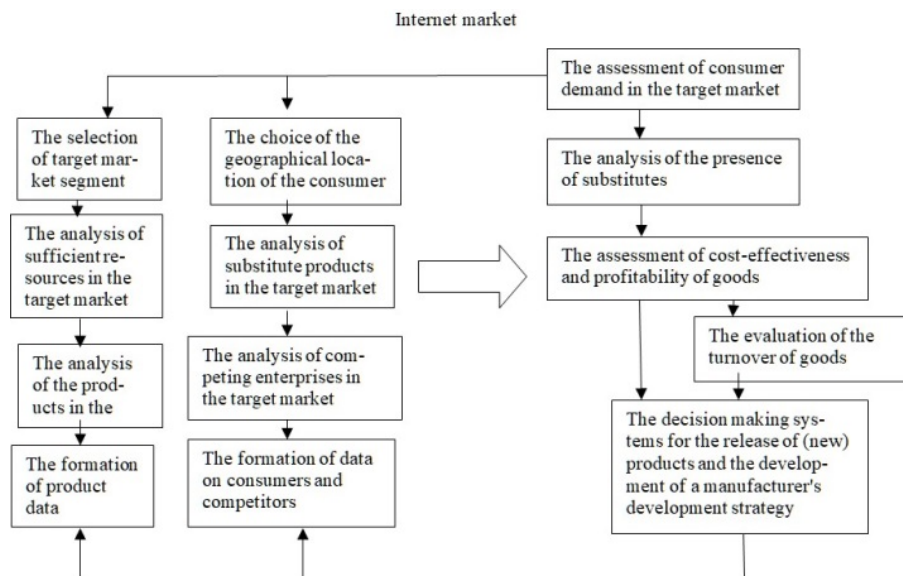 Internet market
The assessment of consumer
demand in the target market
The selection
of target mar-
ket segment
The choice of the
geographical loca-
tion of the consumer
The analysis of the presence
of substitutes
The analysis of
sufficient re-
sources in the
target market
The analysis of
substitute products
in the target market
The assessment of cost-effectiveness
and profitability of goods
The evaluation of the
turnover of goods
The analysis
of the prod-
ucts in the
The analysis of com-
peting enterprises in
the target market
The decision making sys-
tems for the release of (new)
products and the develop-
ment of a manufacturer's
development strategy
The formation
of product
data
The formation of data
on consumers and
competitors